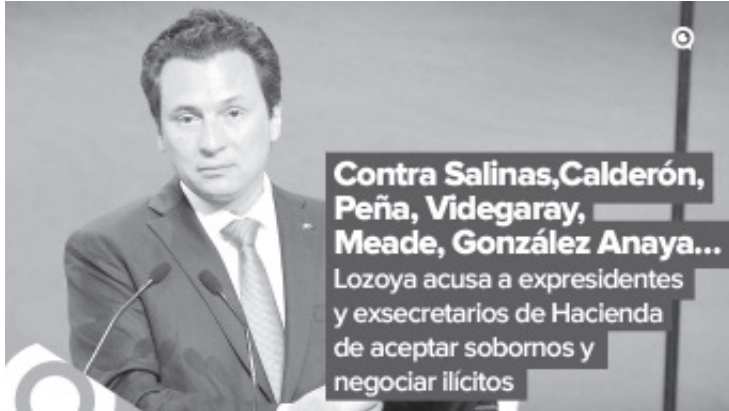 Contra Salinas,Calderón,
Peña, Videgaray,
Meade, González Anaya...
Lozoya acusa a expresidentes
y exsecretarios de Hacienda
de aceptar sobornos y
negociar ilícitos